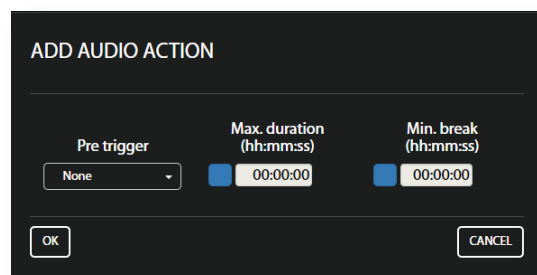 ADD AUDIO ACTION
Pre trigger
Max. duration
(hh:mm:ss)
Min. break
(hh:mm:ss)
None
00:00:00
00:00:00
OK
CANCEL